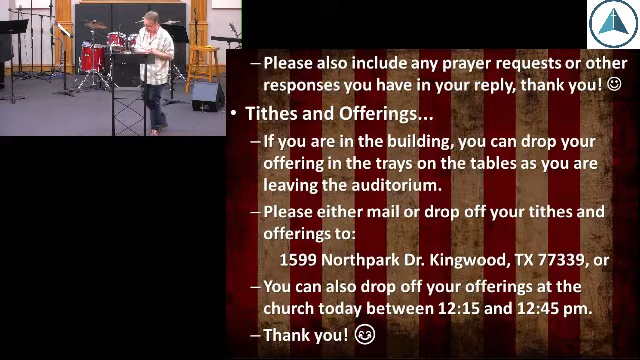 – Please also include any prayer requests or other
responses you have in your reply, thank you! ☺
• Tithes and Offerings...
– If you are in the building, you can drop your
offering in the trays on the tables as you are
leaving the auditorium.
– Please either mail or drop off your tithes and
offerings to:
1599 Northpark Dr. Kingwood, TX 77339, or
– You can also drop off your offerings at the
church today between 12:15 and 12:45 pm.
– Thank you! 😊